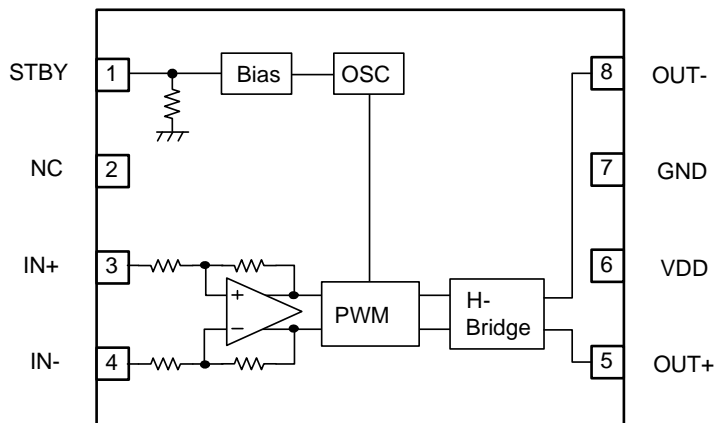 STBY 1 Bias OSC 8 OUT-
NC 2 7 GND
IN+ 3 6 VDD
+
PWM H-
Bridge
−
IN- 4 5 OUT+